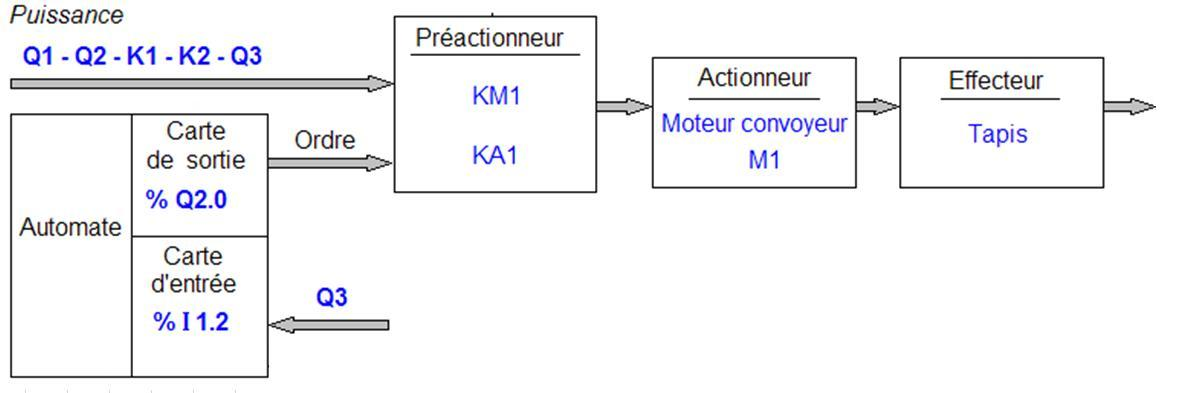 Puissance
Q1 - Q2 - K1 - K2 - Q3
Préactionneur
KM1
KA1
Actionneur
Moteur convoyeur
M1
Effecteur
Tapis
Automate
Carte
de sortie
% Q2.0
Ordre
Carte
d'entrée
% I 1.2
Q3